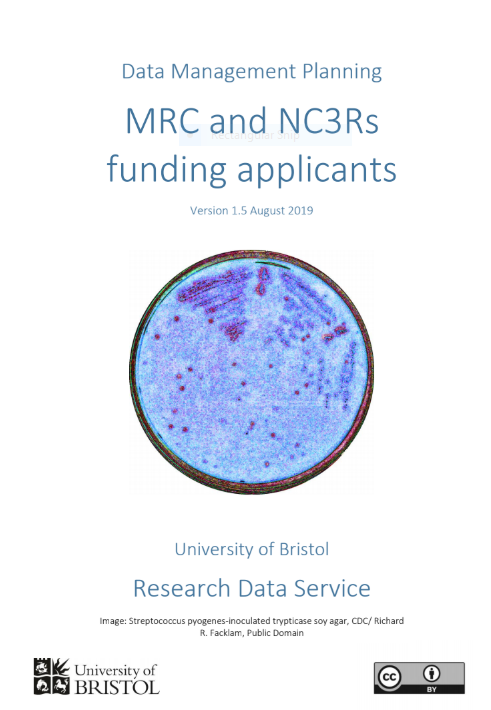 Data Management Planning
MRC and NC3Rs
funding applicants
Version 1.5 August 2019
University of Bristol
Research Data Service
Image: Streptococcus pyogenes-inoculated trypticase soy agar, CDC/ Richard
R. Facklam, Public Domain
University of
BRISTOL
cc
BY